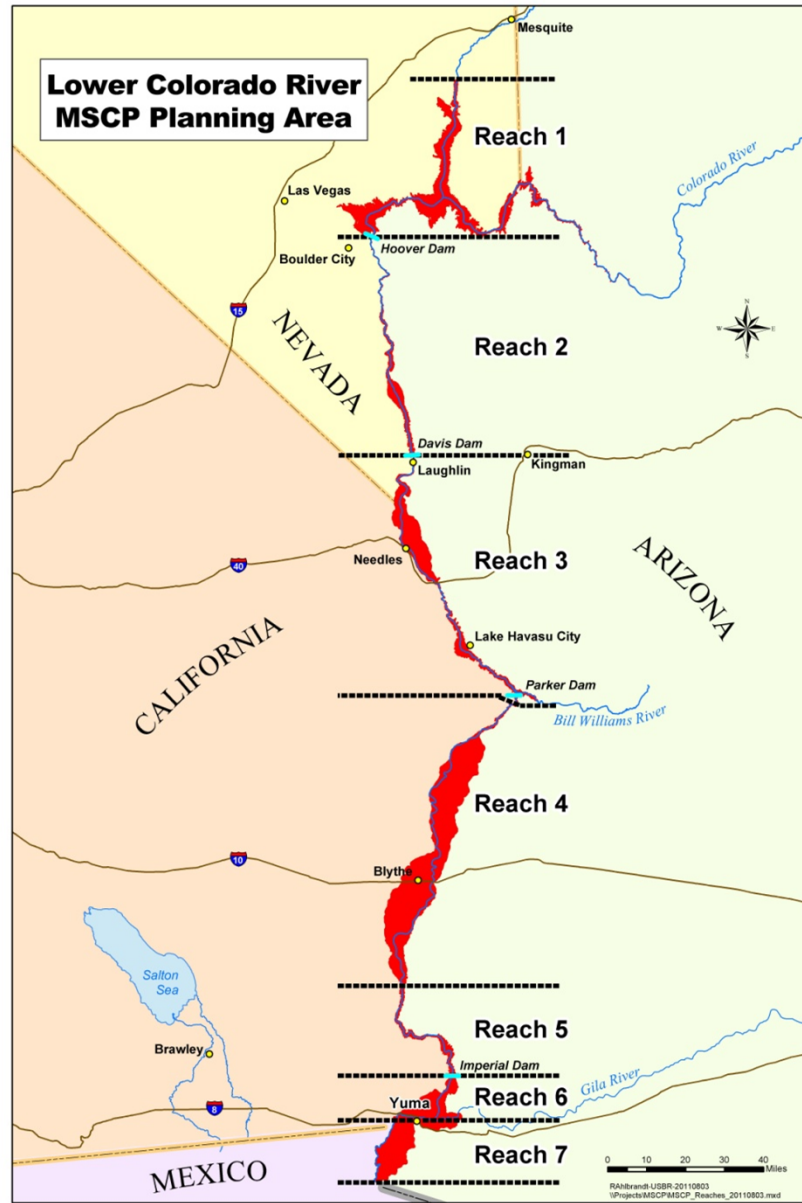 Lower Colorado River
MSCP Planning Area
Mesquite
Reach 1
Colorado River
Las Vegas
Hoover Dam
Boulder City
15
NEVADA
Reach 2
N
W
E
S
Davis Dam
Laughlin
Kingman
Needles
Reach 3
40
ARIZONA
CALIFORNIA
Lake Havasu City
Parker Dam
Bill Williams River
Reach 4
10
Blythe
Salton
Sea
Reach 5
Brawley
Imperial Dam
Reach 6
Gila River
8
Yuma
Reach 7
MEXICO
0 10 20 30 40
Miles
RAhlbrandt-USBR-20110803
\\Projects\MSCP\MSCP_Reaches_20110803.mxd